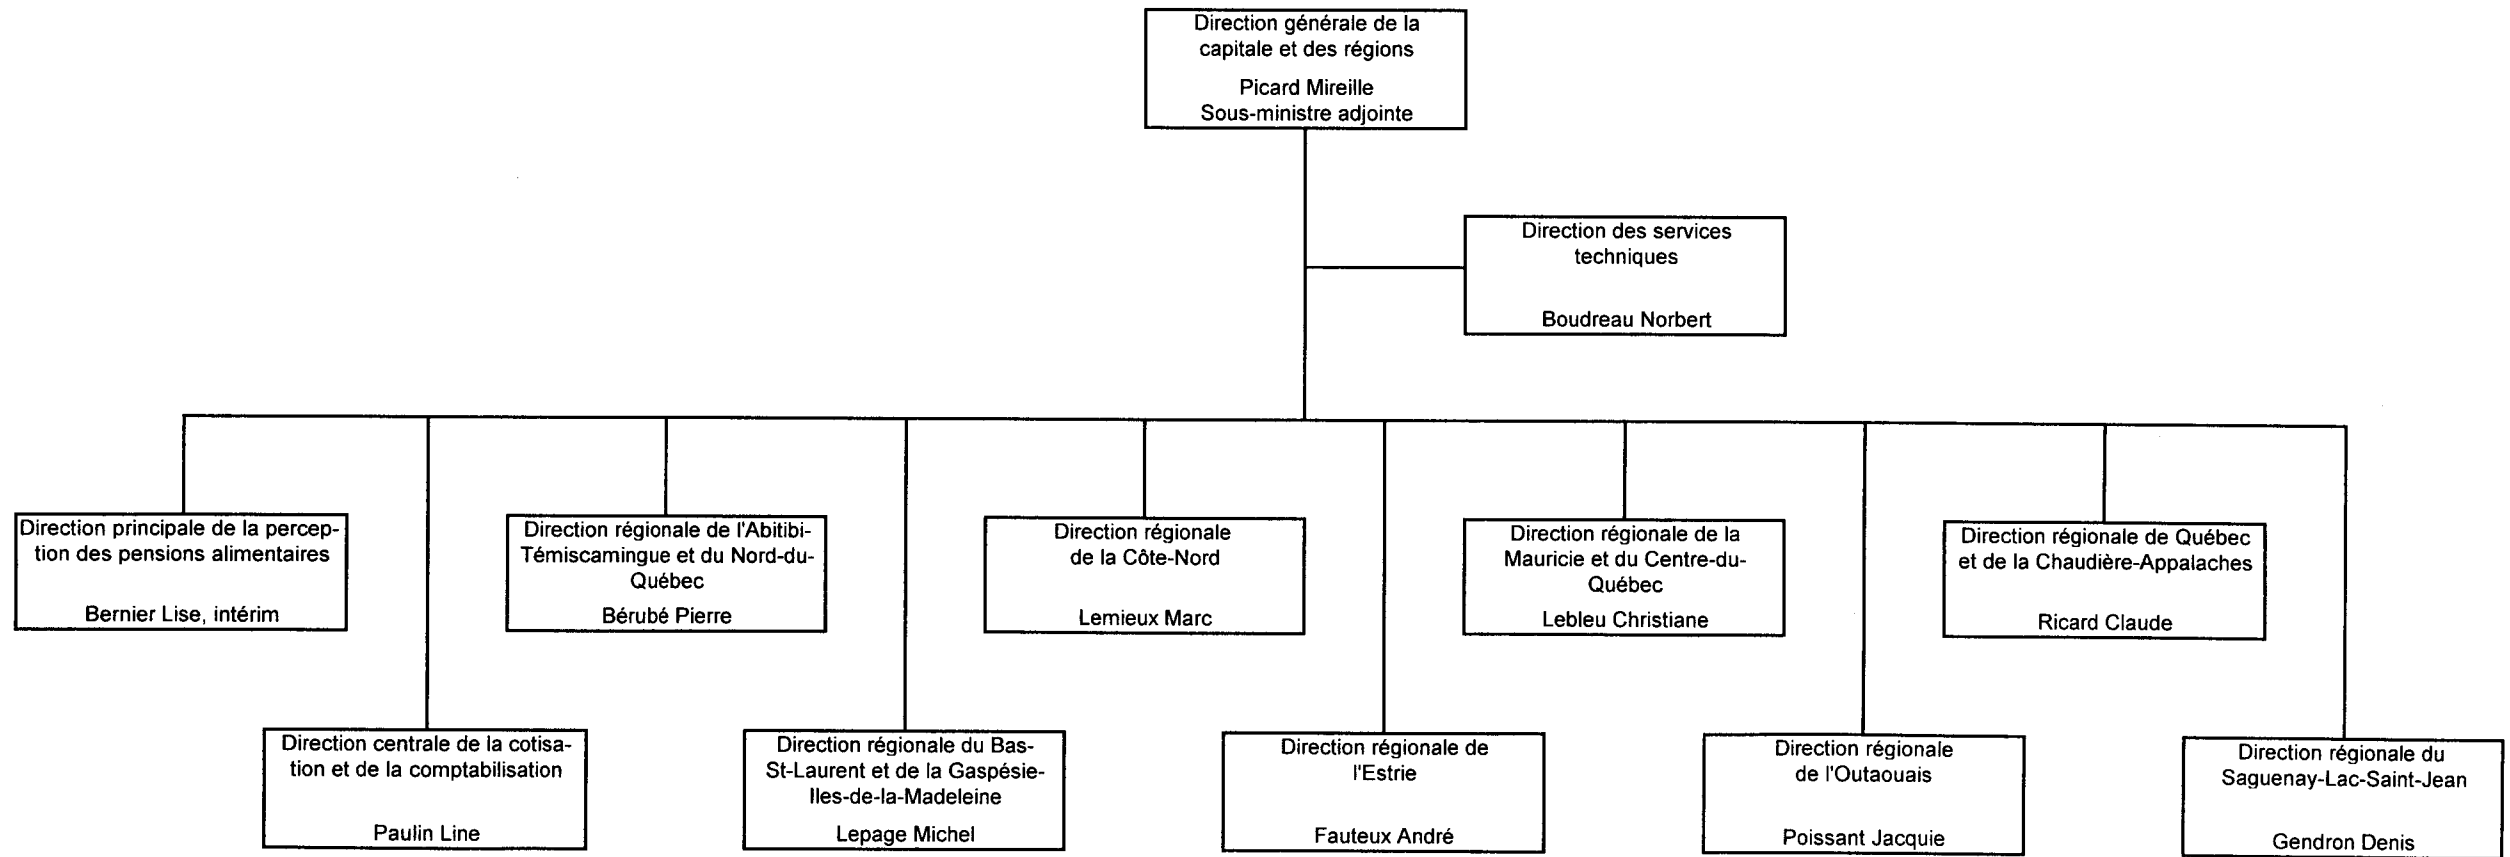 Direction générale de la
capitale et des régions
Picard Mireille
Sous-ministre adjointe
Direction des services
techniques
Boudreau Norbert
Direction principale de la percep-
tion des pensions alimentaires
Bernier Lise, intérim
Direction régionale de l'Abitibi-
Témiscamingue et du Nord-du-
Québec
Bérubé Pierre
Direction régionale
de la Côte-Nord
Lemieux Marc
Direction régionale de la
Mauricie et du Centre-du-
Québec
Lebleu Christiane
Direction régionale de Québec
et de la Chaudière-Appalaches
Ricard Claude
Direction centrale de la cotisa-
tion et de la comptabilisation
Paulin Line
Direction régionale du Bas-
St-Laurent et de la Gaspésie-
Iles-de-la-Madeleine
Lepage Michel
Direction régionale de
l'Estrie
Fauteux André
Direction régionale
de l'Outaouais
Poissant Jacquie
Direction régionale du
Saguenay-Lac-Saint-Jean
Gendron Denis